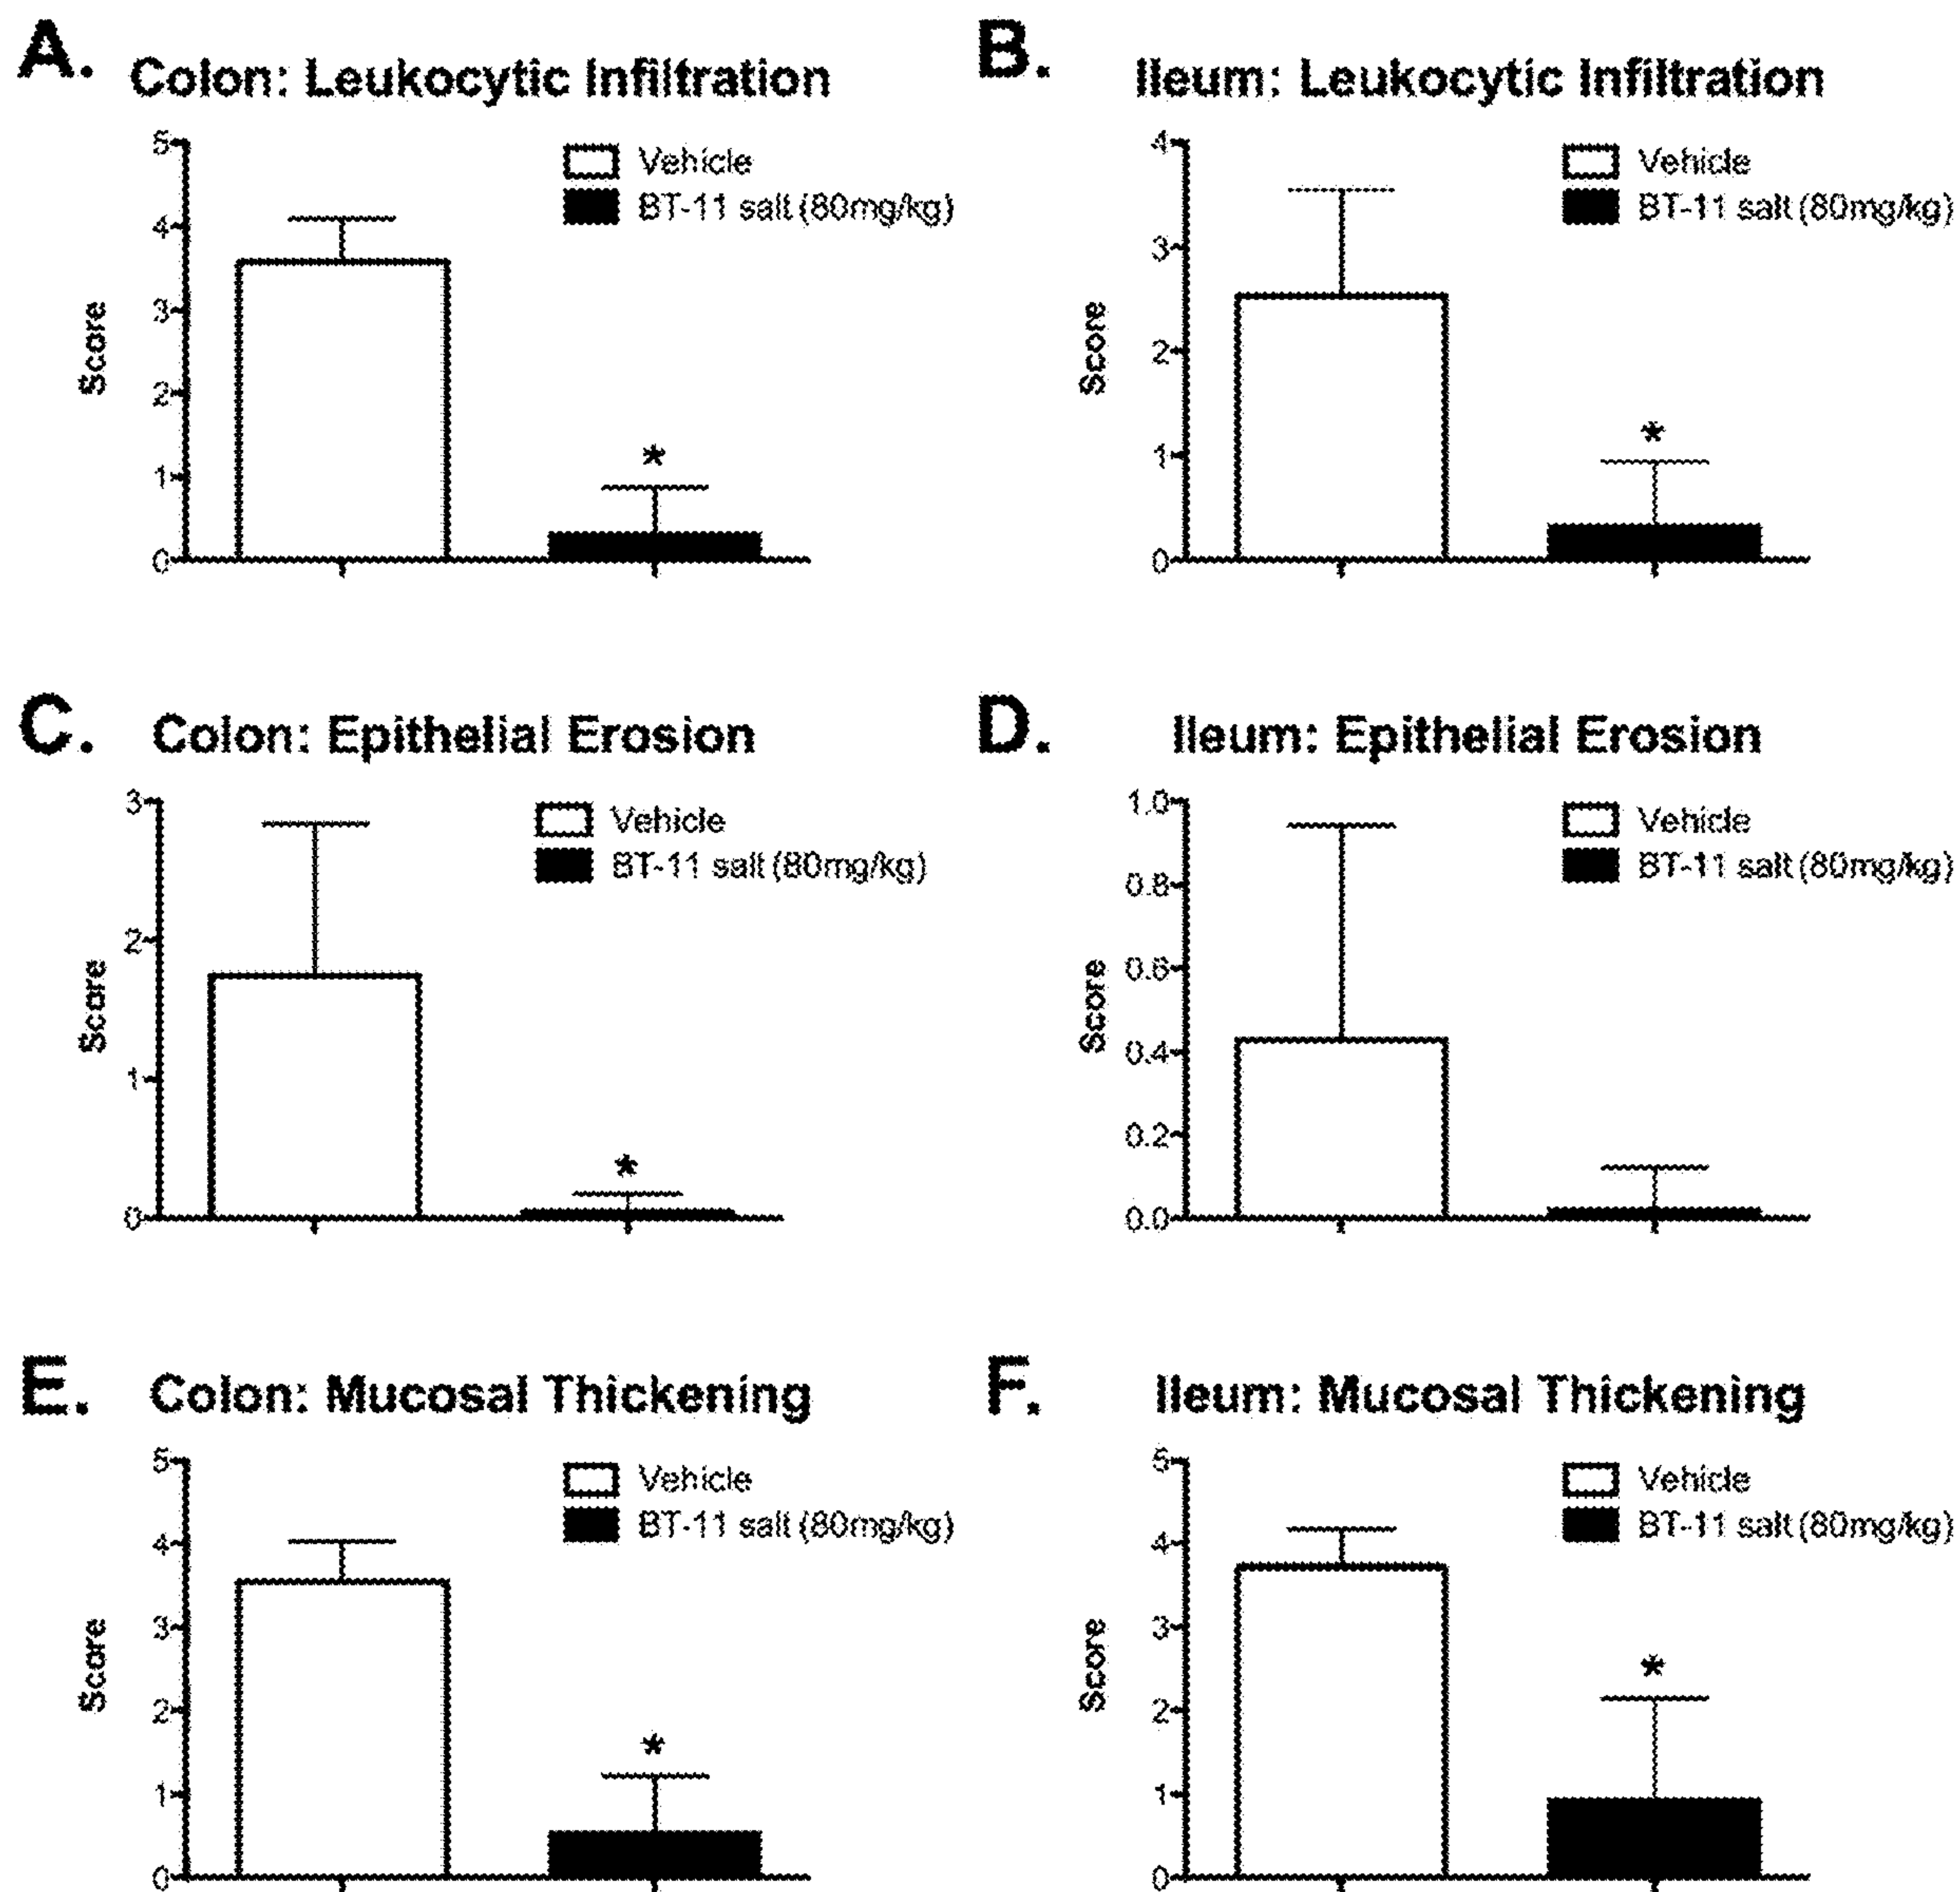 A.
Colon: Leukocytic Infiltration
5
4
3
2
1
0
Score
Vehicle
BT-11 salt (80mg/kg)
*
B.
Ileum: Leukocytic Infiltration
4
3
2
1
0
Score
Vehicle
BT-11 salt (80mg/kg)
*
C.
Colon: Epithelial Erosion
3
2
1
0
Score
Vehicle
BT-11 salt (80mg/kg)
*
D.
Ileum: Epithelial Erosion
1.0
0.8
0.6
0.4
0.2
0.0
Score
Vehicle
BT-11 salt (80mg/kg)
E.
Colon: Mucosal Thickening
5
4
3
2
1
0
Score
Vehicle
BT-11 salt (80mg/kg)
*
F.
Ileum: Mucosal Thickening
5
4
3
2
1
0
Score
Vehicle
BT-11 salt (80mg/kg)
*